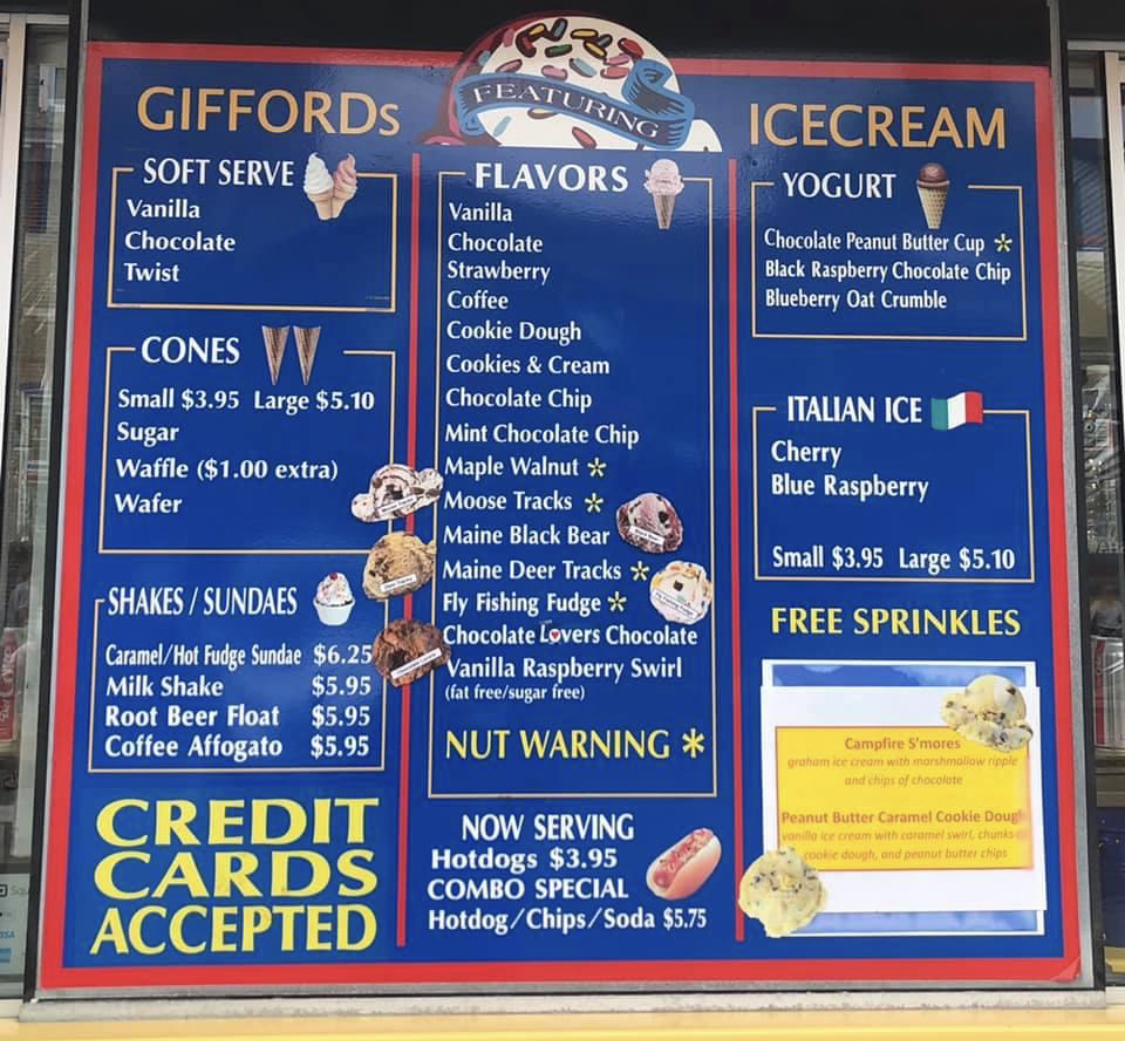 GIFFORDs
FEATURING
ICECREAM
SOFT SERVE
Vanilla
Chocolate
Twist
CONES
Small $3.95 Large $5.10
Sugar
Waffle ($1.00 extra)
Wafer
SHAKES / SUNDAES
Caramel/Hot Fudge Sundae $6.25
Milk Shake $5.95
Root Beer Float $5.95
Coffee Affogato $5.95
CREDIT
CARDS
ACCEPTED
FLAVORS
Vanilla
Chocolate
Strawberry
Coffee
Cookie Dough
Cookies & Cream
Chocolate Chip
Mint Chocolate Chip
Maple Walnut *
Moose Tracks *
Maine Black Bear
Maine Deer Tracks *
Fly Fishing Fudge *
Chocolate Lovers Chocolate
Vanilla Raspberry Swirl
(fat free/sugar free)
NUT WARNING *
NOW SERVING
Hotdogs $3.95
COMBO SPECIAL
Hotdog/Chips/Soda $5.75
YOGURT
Chocolate Peanut Butter Cup *
Black Raspberry Chocolate Chip
Blueberry Oat Crumble
ITALIAN ICE
Cherry
Blue Raspberry
Small $3.95 Large $5.10
FREE SPRINKLES
Campfire S'mores
graham ice cream with marshmallow ripple
and chips of chocolate
Peanut Butter Caramel Cookie Dough
vanilla ice cream with caramel swirl, chunks
cookie dough, and peanut butter chips